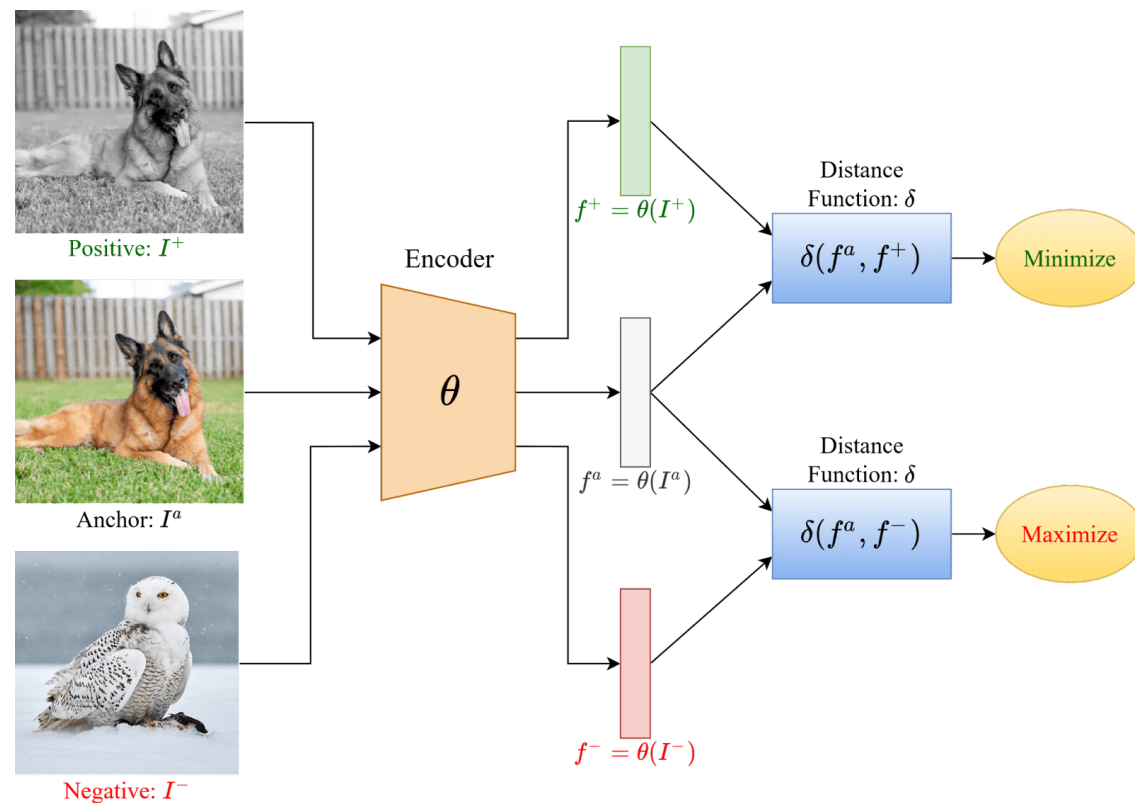 Positive: I⁺
Anchor: Iᵃ
Negative: I⁻
Encoder
θ
f⁺ = θ(I⁺)
fᵃ = θ(Iᵃ)
f⁻ = θ(I⁻)
Distance
Function: δ
δ(fᵃ, f⁺)
Minimize
Distance
Function: δ
δ(fᵃ, f⁻)
Maximize